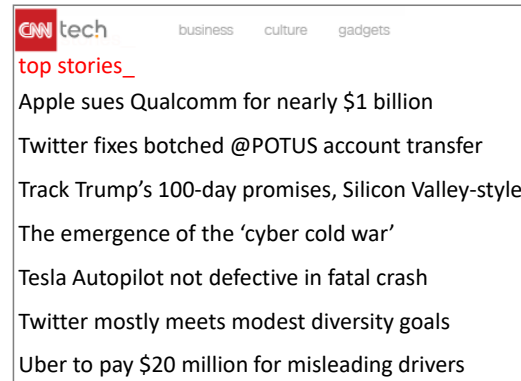 CNN tech business culture gadgets
top stories_
Apple sues Qualcomm for nearly $1 billion
Twitter fixes botched @POTUS account transfer
Track Trump’s 100-day promises, Silicon Valley-style
The emergence of the ‘cyber cold war’
Tesla Autopilot not defective in fatal crash
Twitter mostly meets modest diversity goals
Uber to pay $20 million for misleading drivers